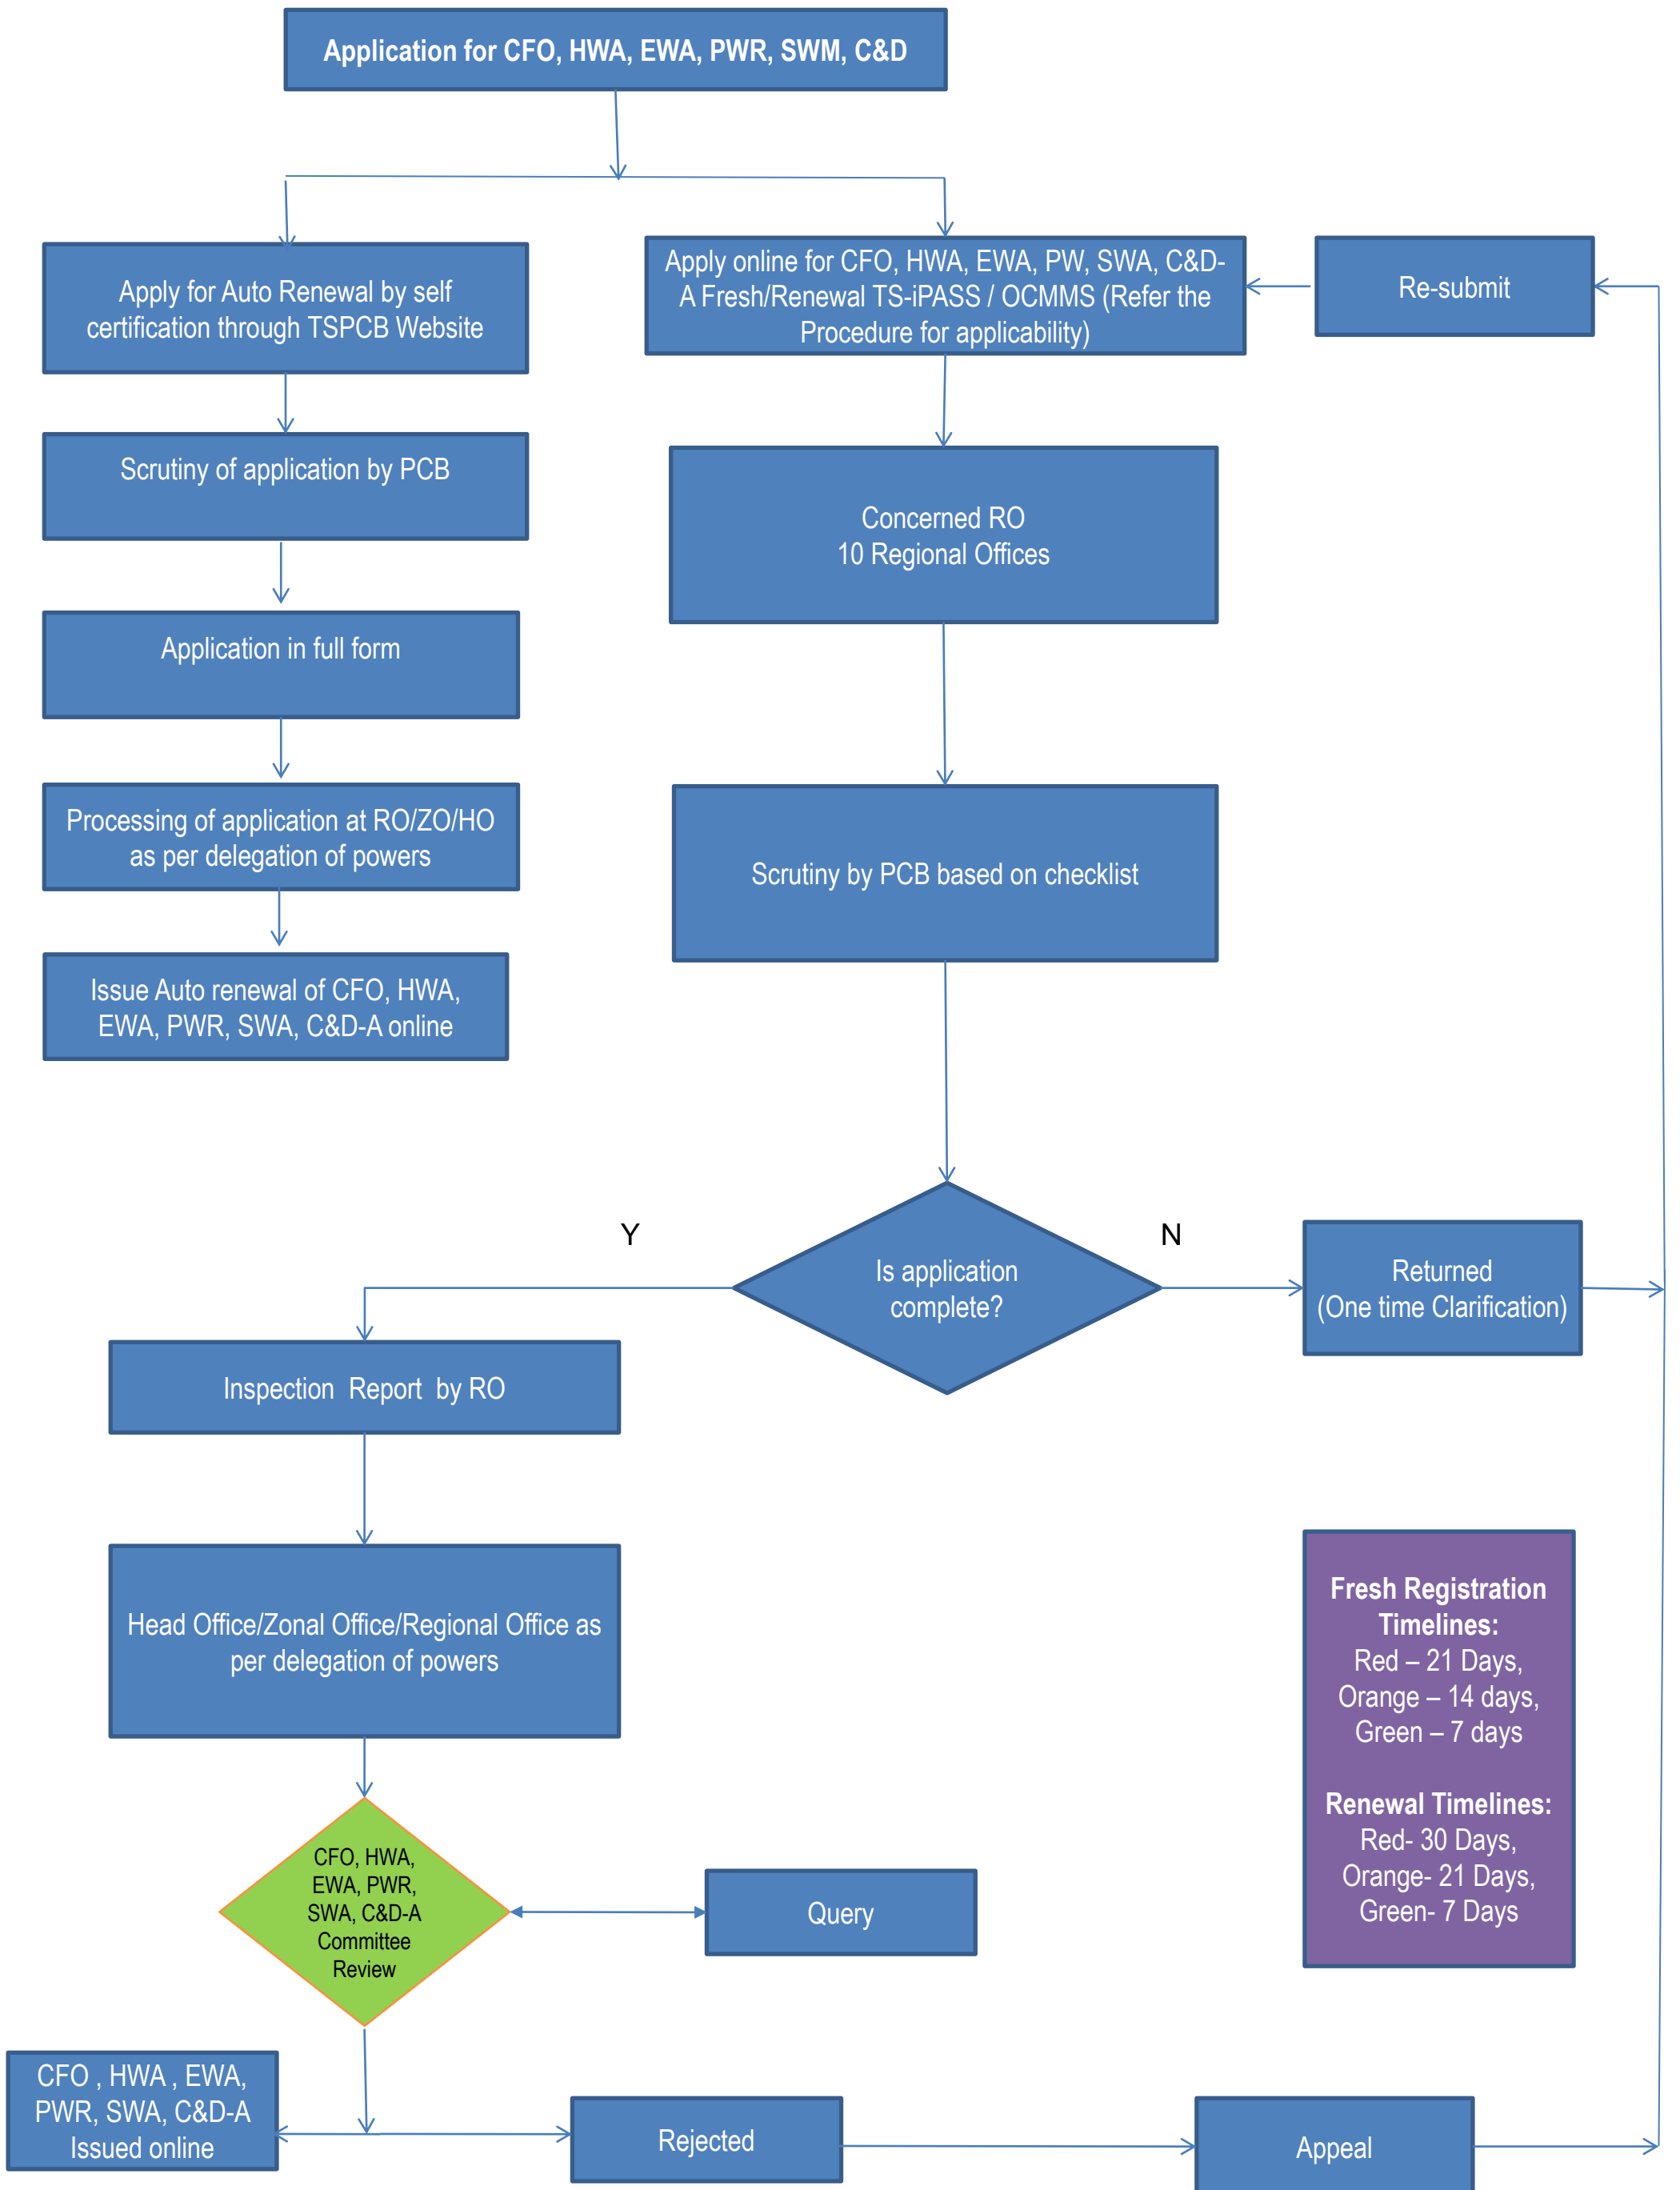 Application for CFO, HWA, EWA, PWR, SWM, C&D
Apply for Auto Renewal by self
certification through TSPCB Website
Apply online for CFO, HWA, EWA, PW, SWA, C&D-
A Fresh/Renewal TS-iPASS / OCMMS (Refer the
Procedure for applicability)
Re-submit
Scrutiny of application by PCB
Concerned RO
10 Regional Offices
Application in full form
Processing of application at RO/ZO/HO
as per delegation of powers
Scrutiny by PCB based on checklist
Issue Auto renewal of CFO, HWA,
EWA, PWR, SWA, C&D-A online
Y
N
Is application
complete?
Returned
(One time Clarification)
Inspection Report by RO
Head Office/Zonal Office/Regional Office as
per delegation of powers
Fresh Registration
Timelines:
Red – 21 Days,
Orange – 14 days,
Green – 7 days
Renewal Timelines:
Red- 30 Days,
Orange- 21 Days,
Green- 7 Days
CFO, HWA,
EWA, PWR,
SWA, C&D-A
Committee
Review
Query
CFO , HWA , EWA,
PWR, SWA, C&D-A
Issued online
Rejected
Appeal